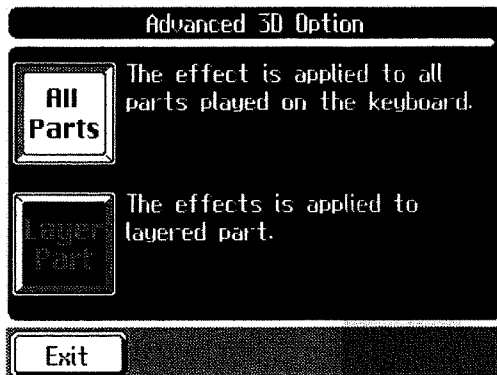 Advanced 3D Option
All
Parts
The effect is applied to all
parts played on the keyboard.
Layer
Part
The effects is applied to
layered part.
Exit